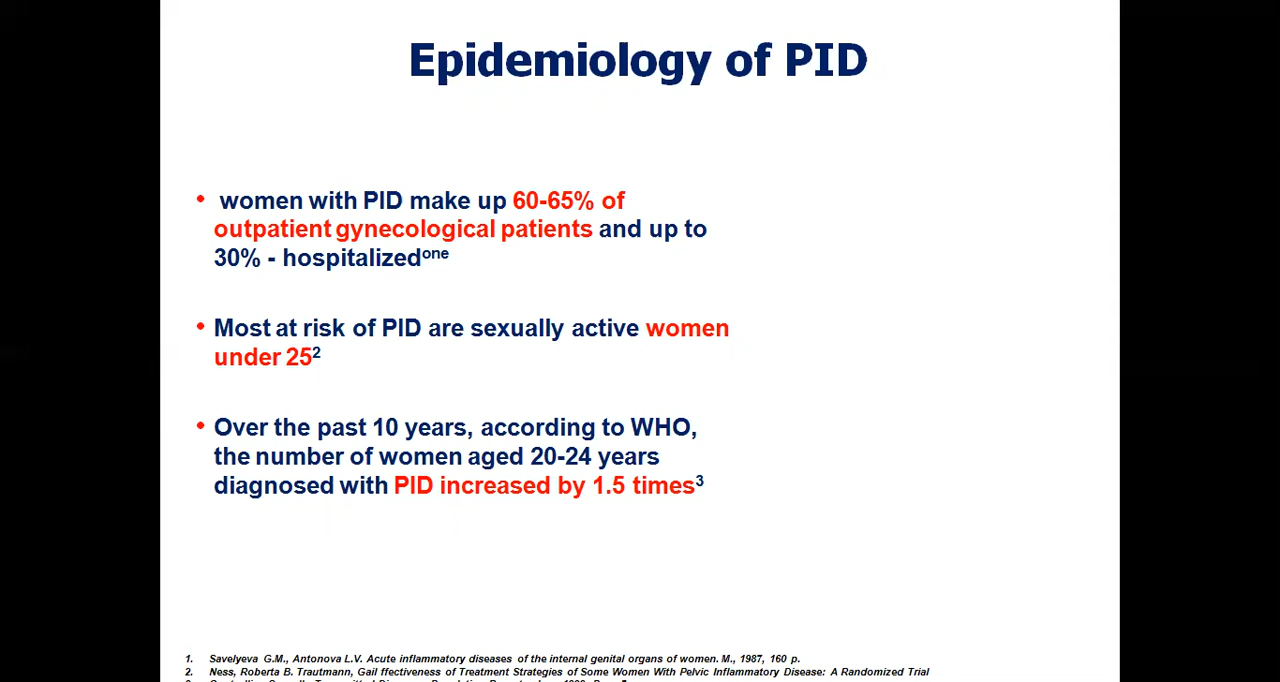 Epidemiology of PID
• women with PID make up 60-65% of
outpatient gynecological patients and up to
30% - hospitalizedone
• Most at risk of PID are sexually active women
under 252
• Over the past 10 years, according to WHO,
the number of women aged 20-24 years
diagnosed with PID increased by 1.5 times3
1. Savelyeva G.M., Antonova L.V. Acute inflammatory diseases of the internal genital organs of women. M., 1987, 160 p.
2. Ness, Roberta B. Trautmann, Gail ffectiveness of Treatment Strategies of Some Women With Pelvic Inflammatory Disease: A Randomized Trial